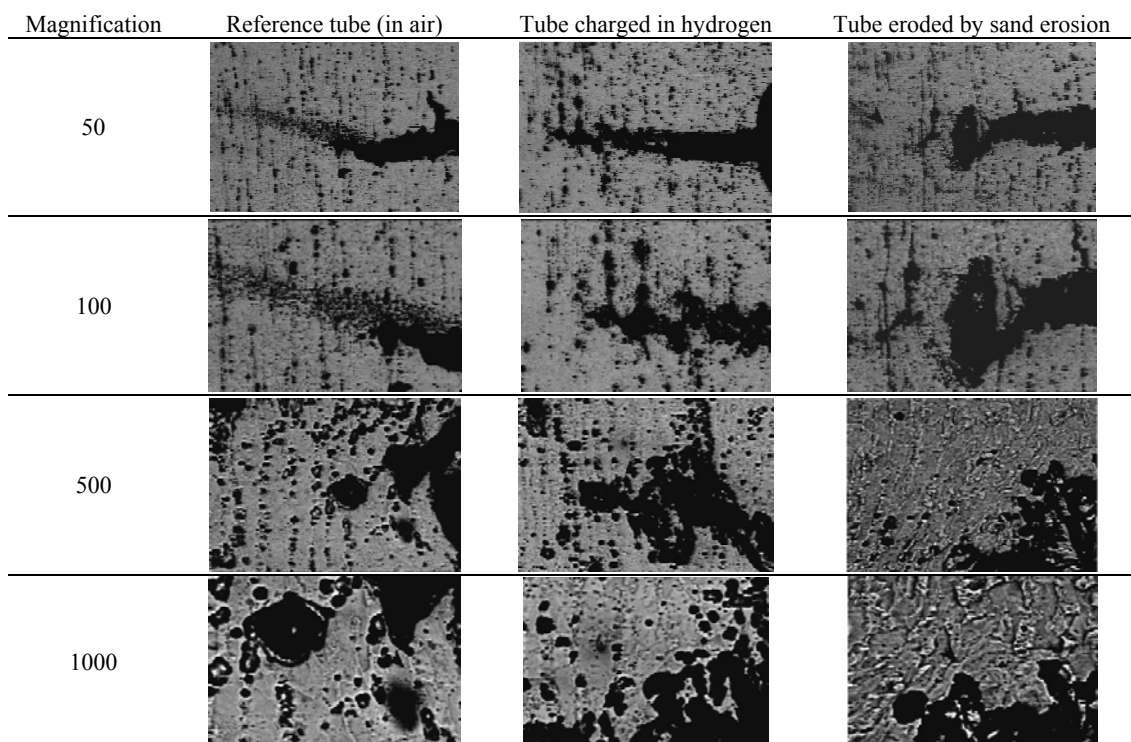 Magnification Reference tube (in air) Tube charged in hydrogen Tube eroded by sand erosion
50
100
500
1000